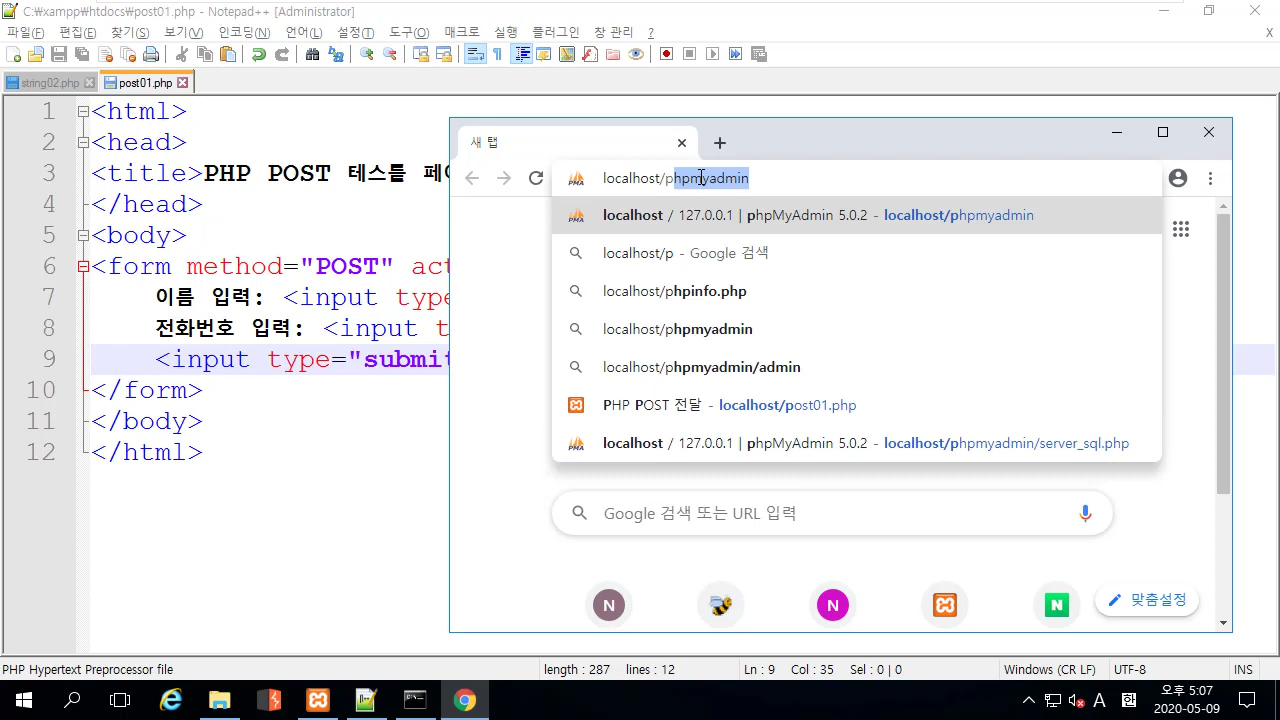 C:₩xampp₩htdocs₩post01.php - Notepad++ [Administrator]
파일(F) 편집(E) 찾기(S) 보기(V) 인코딩(N) 언어(L) 설정(T) 도구(O) 매크로 실행 플러그인 창 관리 ? X
string02.php post01.php
1 <html>
2 <head>
3 <title>PHP POST 테스틑 페이
4 </head>
5 <body>
6 <form method="POST" act
7 이름 입력: <input type
8 전화번호 입력: <input t
9 <input type="submit
10 </form>
11 </body>
12 </html>
새 탭
localhost/phpmyadmin
localhost / 127.0.0.1 | phpMyAdmin 5.0.2 - localhost/phpmyadmin
localhost/p - Google 검색
localhost/phpinfo.php
localhost/phpmyadmin
localhost/phpmyadmin/admin
PHP POST 전달 - localhost/post01.php
localhost / 127.0.0.1 | phpMyAdmin 5.0.2 - localhost/phpmyadmin/server_sql.php
Google 검색 또는 URL 입력
N N N
맞춤설정
PHP Hypertext Preprocessor file length : 287 lines : 12 Ln : 9 Col : 35 Sel : 0 | 0 Windows (CR LF) UTF-8 INS
A 한 오후 5:07
2020-05-09